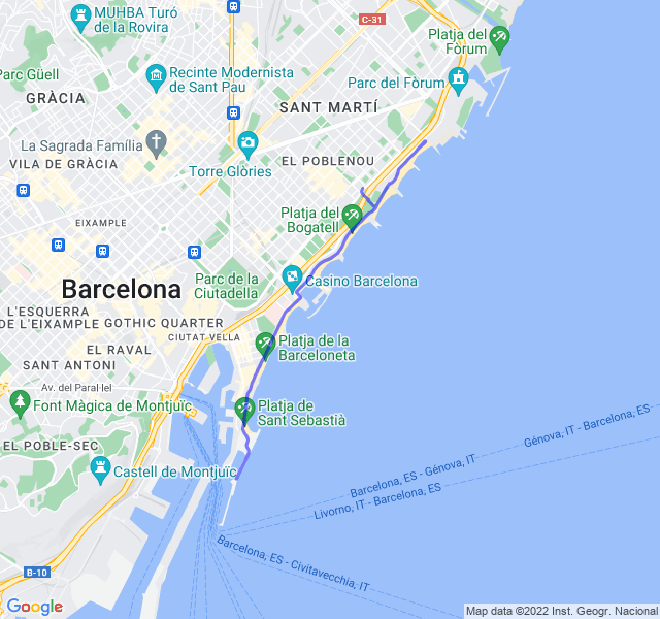 MUHBA Turó
de la Rovira
C-31
Platja del
Fòrum
Parc Güell
Recinte Modernista
de Sant Pau
Parc del Fòrum
GRÀCIA
SANT MARTÍ
La Sagrada Família
VILA DE GRÀCIA
Torre Glòries
EL POBLENOU
Platja del
Bogatell
EIXAMPLE
Barcelona
Parc de la
Ciutadella
Casino Barcelona
L'ESQUERRA
DE L'EIXAMPLE
GOTHIC QUARTER
CIUTAT VELLA
EL RAVAL
SANT ANTONI
Platja de la
Barceloneta
Av. del Paral·lel
Font Màgica de Montjuïc
Platja de
Sant Sebastià
EL POBLE-SEC
Castell de Montjuïc
Gènova, IT - Barcelona, ES
Barcelona, ES - Gènova, IT
Livorno, IT - Barcelona, ES
Barcelona, ES - Civitavecchia, IT
B-10
Google
Map data ©2022 Inst. Geogr. Nacional